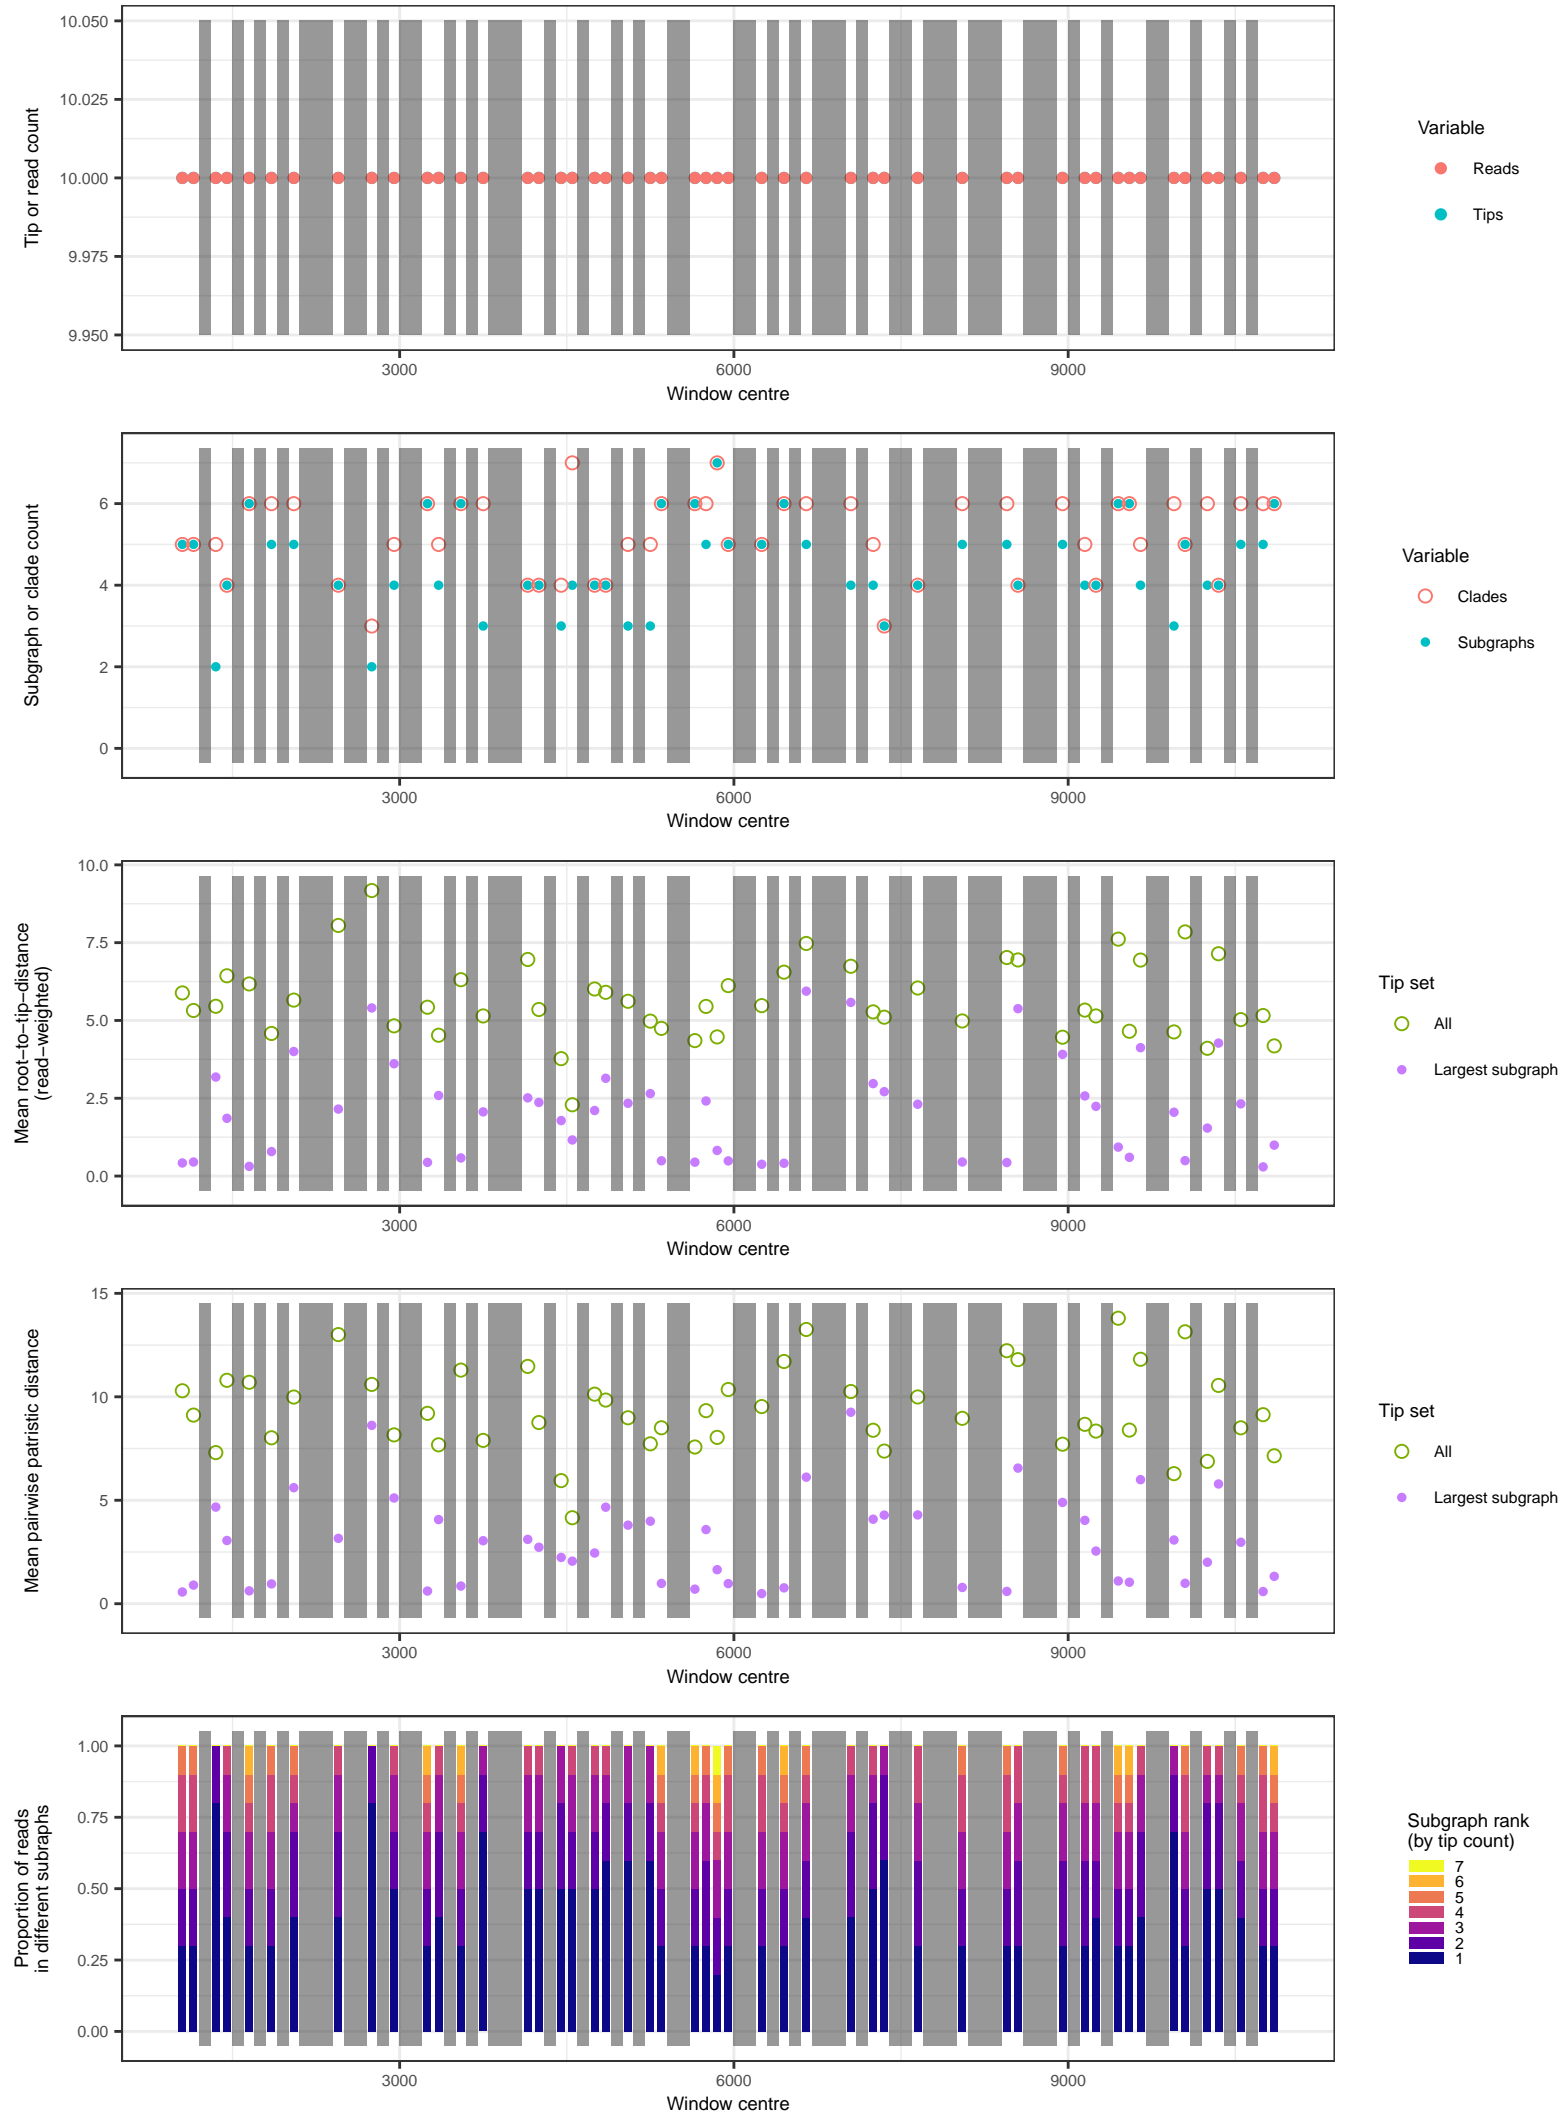 10.050
10.025
10.000
9.975
9.950
Tip or read count
3000
6000
9000
Window centre
Variable
Reads
Tips
6
4
2
0
Subgraph or clade count
3000
6000
9000
Window centre
Variable
Clades
Subgraphs
10.0
7.5
5.0
2.5
0.0
Mean root−to−tip−distance
(read−weighted)
3000
6000
9000
Window centre
Tip set
All
Largest subgraph
15
10
5
0
Mean pairwise patristic distance
3000
6000
9000
Window centre
Tip set
All
Largest subgraph
1.00
0.75
0.50
0.25
0.00
Proportion of reads
in different subraphs
3000
6000
9000
Window centre
Subgraph rank
(by tip count)
7
6
5
4
3
2
1